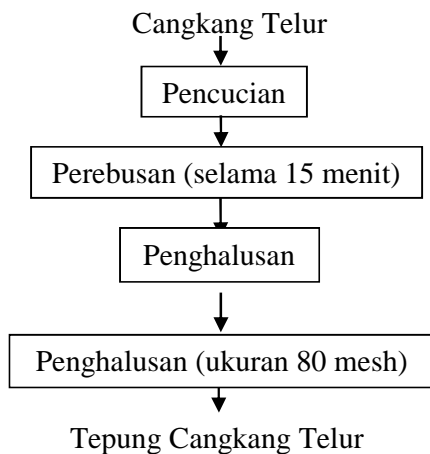 Cangkang Telur
Pencucian
Perebusan (selama 15 menit)
Penghalusan
Penghalusan (ukuran 80 mesh)
Tepung Cangkang Telur